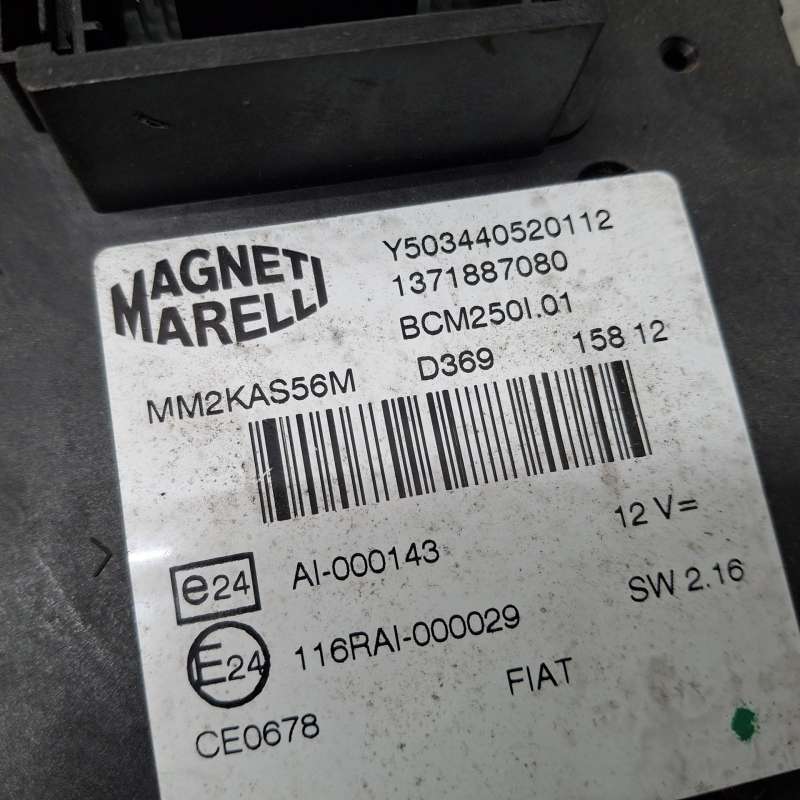 MAGNETI
MARELLI
Y503440520112
1371887080
BCM250I.01
MM2KAS56M D369 158 12
12 V=
e24 AI-000143
SW 2.16
E24 116RAI-000029
FIAT
CE0678